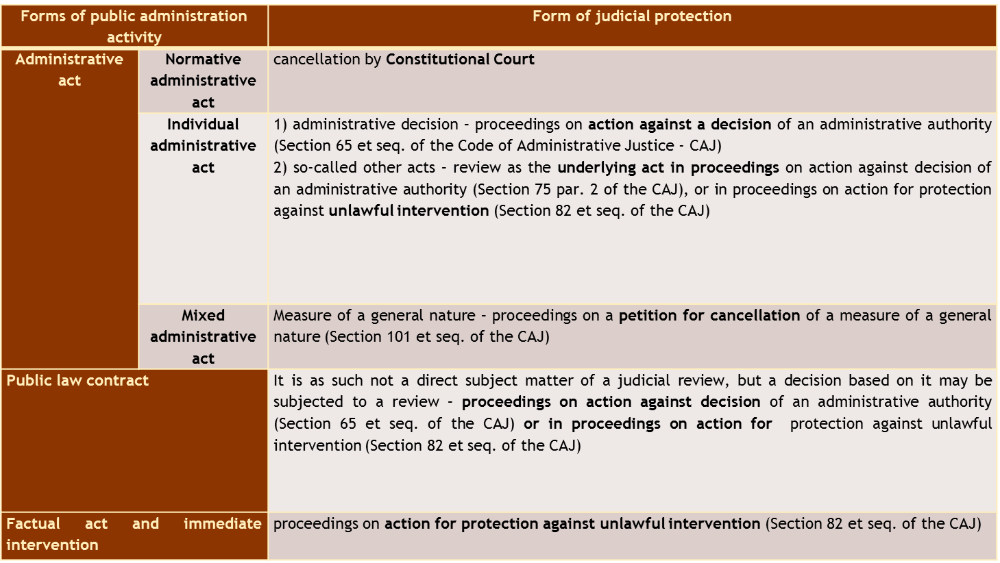 Forms of public administration
activity
Form of judicial protection
Administrative
act
Normative
administrative
act
cancellation by Constitutional Court
Individual
administrative
act
1) administrative decision – proceedings on action against a decision of an administrative authority
(Section 65 et seq. of the Code of Administrative Justice - CAJ)
2) so-called other acts – review as the underlying act in proceedings on action against decision of
an administrative authority (Section 75 par. 2 of the CAJ), or in proceedings on action for protection
against unlawful intervention (Section 82 et seq. of the CAJ)
Mixed
administrative
act
Measure of a general nature – proceedings on a petition for cancellation of a measure of a general
nature (Section 101 et seq. of the CAJ)
Public law contract
It is as such not a direct subject matter of a judicial review, but a decision based on it may be
subjected to a review – proceedings on action against decision of an administrative authority
(Section 65 et seq. of the CAJ) or in proceedings on action for protection against unlawful
intervention (Section 82 et seq. of the CAJ)
Factual act and immediate
intervention
proceedings on action for protection against unlawful intervention (Section 82 et seq. of the CAJ)